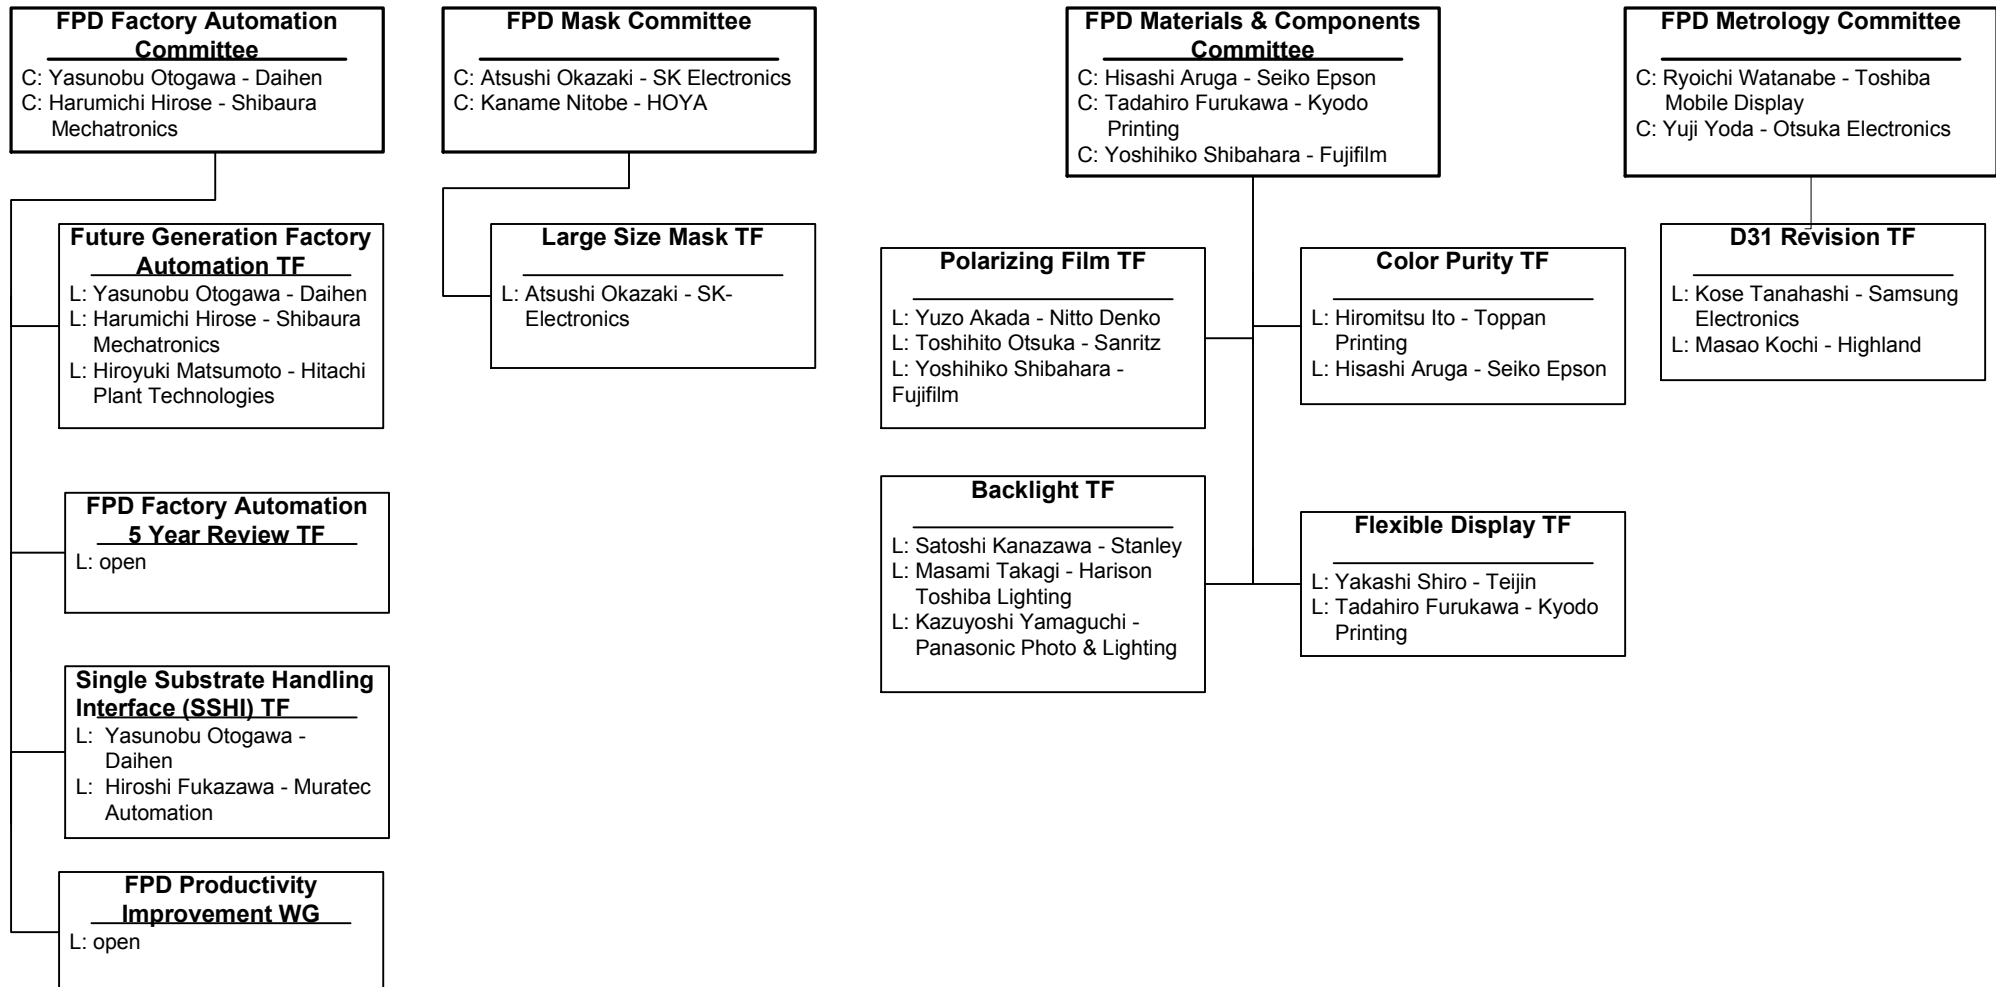 FPD Factory Automation
Committee
C: Yasunobu Otogawa - Daihen
C: Harumichi Hirose - Shibaura
Mechatronics
Future Generation Factory
Automation TF
L: Yasunobu Otogawa - Daihen
L: Harumichi Hirose - Shibaura
Mechatronics
L: Hiroyuki Matsumoto - Hitachi
Plant Technologies
FPD Factory Automation
5 Year Review TF
L: open
Single Substrate Handling
Interface (SSHI) TF
L: Yasunobu Otogawa -
Daihen
L: Hiroshi Fukazawa - Muratec
Automation
FPD Productivity
Improvement WG
L: open
FPD Mask Committee
C: Atsushi Okazaki - SK Electronics
C: Kaname Nitobe - HOYA
Large Size Mask TF
L: Atsushi Okazaki - SK-
Electronics
FPD Materials & Components
Committee
C: Hisashi Aruga - Seiko Epson
C: Tadahiro Furukawa - Kyodo
Printing
C: Yoshihiko Shibahara - Fujifilm
Polarizing Film TF
L: Yuzo Akada - Nitto Denko
L: Toshihito Otsuka - Sanritz
L: Yoshihiko Shibahara -
Fujifilm
Color Purity TF
L: Hiromitsu Ito - Toppan
Printing
L: Hisashi Aruga - Seiko Epson
Backlight TF
L: Satoshi Kanazawa - Stanley
L: Masami Takagi - Harison
Toshiba Lighting
L: Kazuyoshi Yamaguchi -
Panasonic Photo & Lighting
Flexible Display TF
L: Yakashi Shiro - Teijin
L: Tadahiro Furukawa - Kyodo
Printing
FPD Metrology Committee
C: Ryoichi Watanabe - Toshiba
Mobile Display
C: Yuji Yoda - Otsuka Electronics
D31 Revision TF
L: Kose Tanahashi - Samsung
Electronics
L: Masao Kochi - Highland